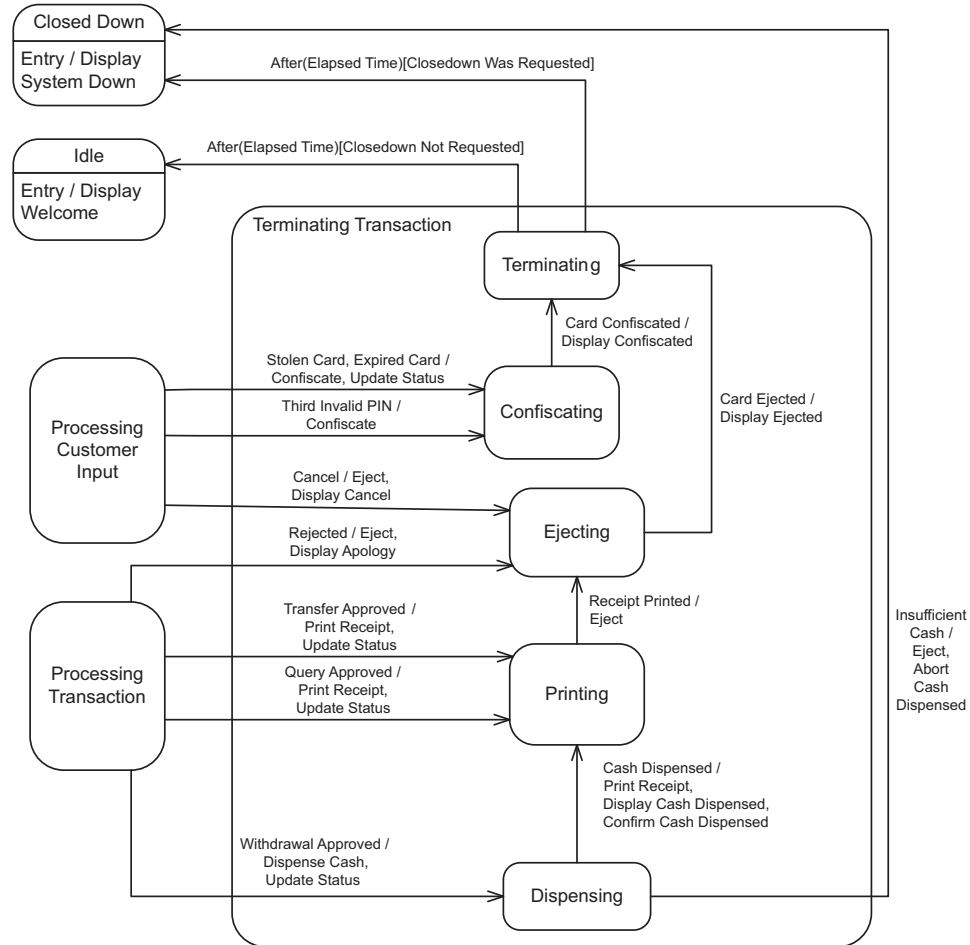 Closed Down
Entry / Display
System Down
After(Elapsed Time)[Closedown Was Requested]
Idle
Entry / Display
Welcome
After(Elapsed Time)[Closedown Not Requested]
Terminating Transaction
Terminating
Card Confiscated /
Display Confiscated
Stolen Card, Expired Card /
Confiscate, Update Status
Third Invalid PIN /
Confiscate
Confiscating
Card Ejected /
Display Ejected
Processing
Customer
Input
Cancel / Eject,
Display Cancel
Rejected / Eject,
Display Apology
Ejecting
Receipt Printed /
Eject
Transfer Approved /
Print Receipt,
Update Status
Query Approved /
Print Receipt,
Update Status
Processing
Transaction
Printing
Insufficient
Cash /
Eject,
Abort
Cash
Dispensed
Cash Dispensed /
Print Receipt,
Display Cash Dispensed,
Confirm Cash Dispensed
Withdrawal Approved /
Dispense Cash,
Update Status
Dispensing